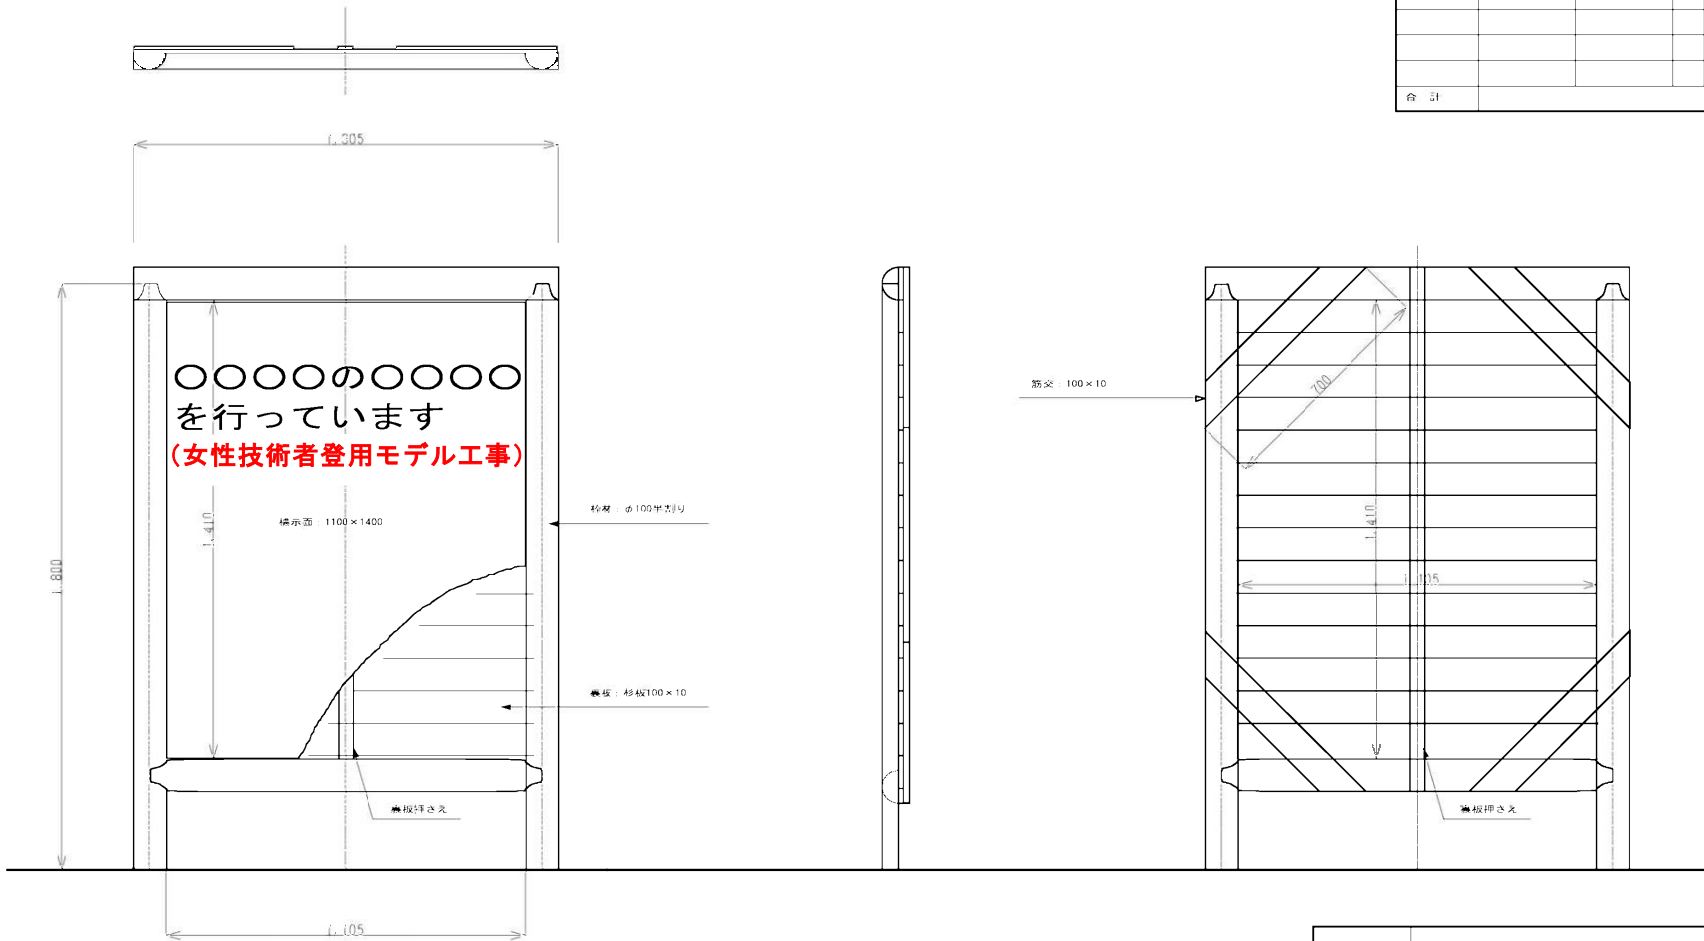 合 計
1,305
○○○○の○○○○
を行っています
(女性技術者登用モデル工事)
標示面:1100×1400
1,410
1,800
枠材:φ100半割り
裏板:杉板100×10
裏板押さえ
1,105
筋交:100×10
700
1,410
1,105
裏板押さえ